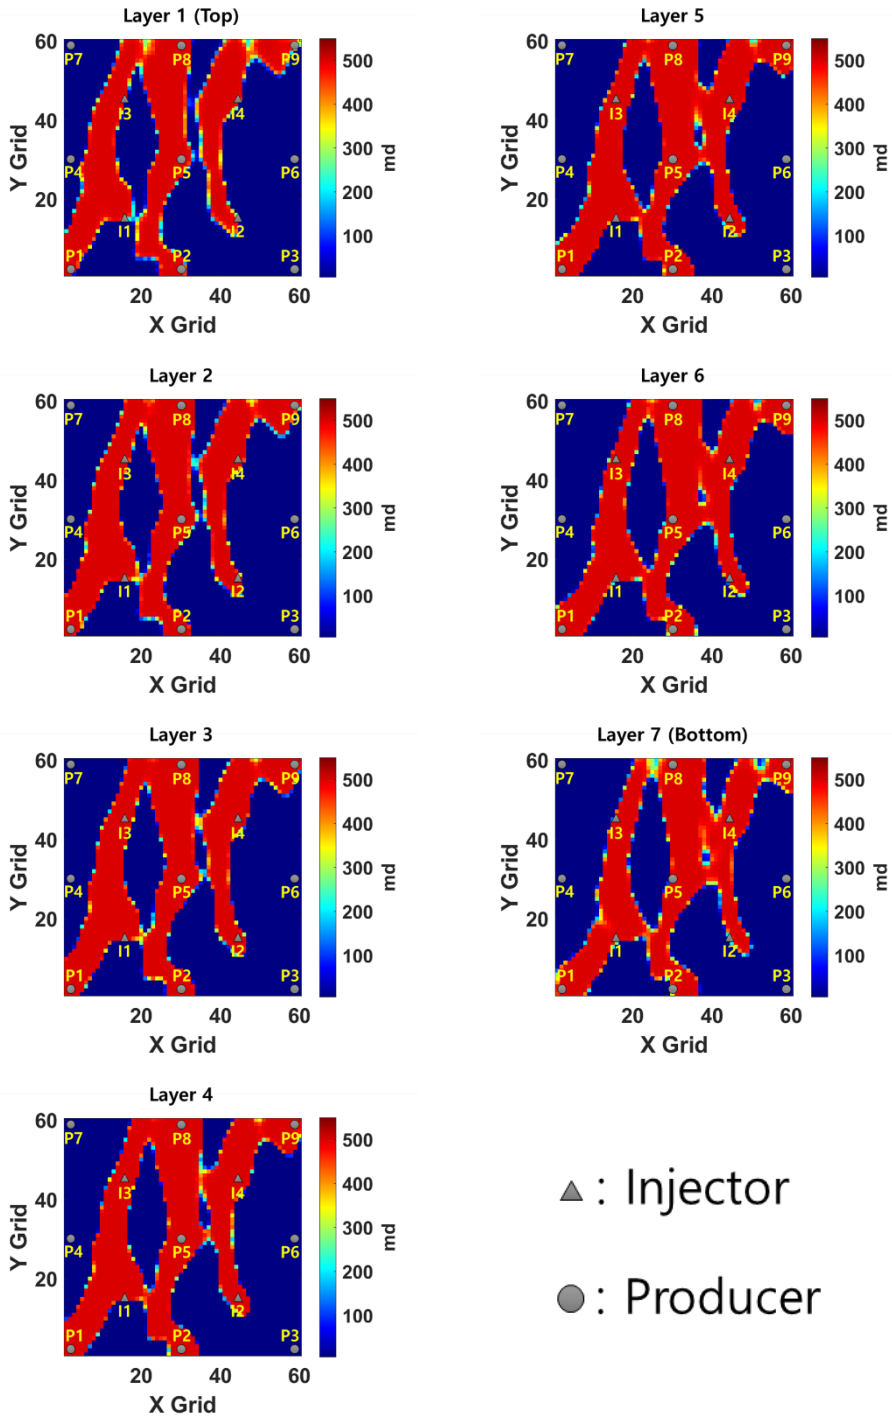 Layer 1 (Top)
60
40
20
Y Grid
P7
P8
P9
I3
I4
P4
P5
P6
I1
I2
P1
P2
P3
20
40
60
X Grid
500
400
300
200
100
md
Layer 5
60
40
20
Y Grid
P7
P8
P9
I3
I4
P4
P5
P6
I1
I2
P1
P2
P3
20
40
60
X Grid
500
400
300
200
100
md
Layer 2
60
40
20
Y Grid
P7
P8
P9
I3
I4
P4
P5
P6
I1
I2
P1
P2
P3
20
40
60
X Grid
500
400
300
200
100
md
Layer 6
60
40
20
Y Grid
P7
P8
P9
I3
I4
P4
P5
P6
I1
I2
P1
P2
P3
20
40
60
X Grid
500
400
300
200
100
md
Layer 3
60
40
20
Y Grid
P7
P8
P9
I3
I4
P4
P5
P6
I1
I2
P1
P2
P3
20
40
60
X Grid
500
400
300
200
100
md
Layer 7 (Bottom)
60
40
20
Y Grid
P7
P8
P9
I3
I4
P4
P5
P6
I1
I2
P1
P2
P3
20
40
60
X Grid
500
400
300
200
100
md
Layer 4
60
40
20
Y Grid
P7
P8
P9
I3
I4
P4
P5
P6
I1
I2
P1
P2
P3
20
40
60
X Grid
500
400
300
200
100
md
: Injector
: Producer